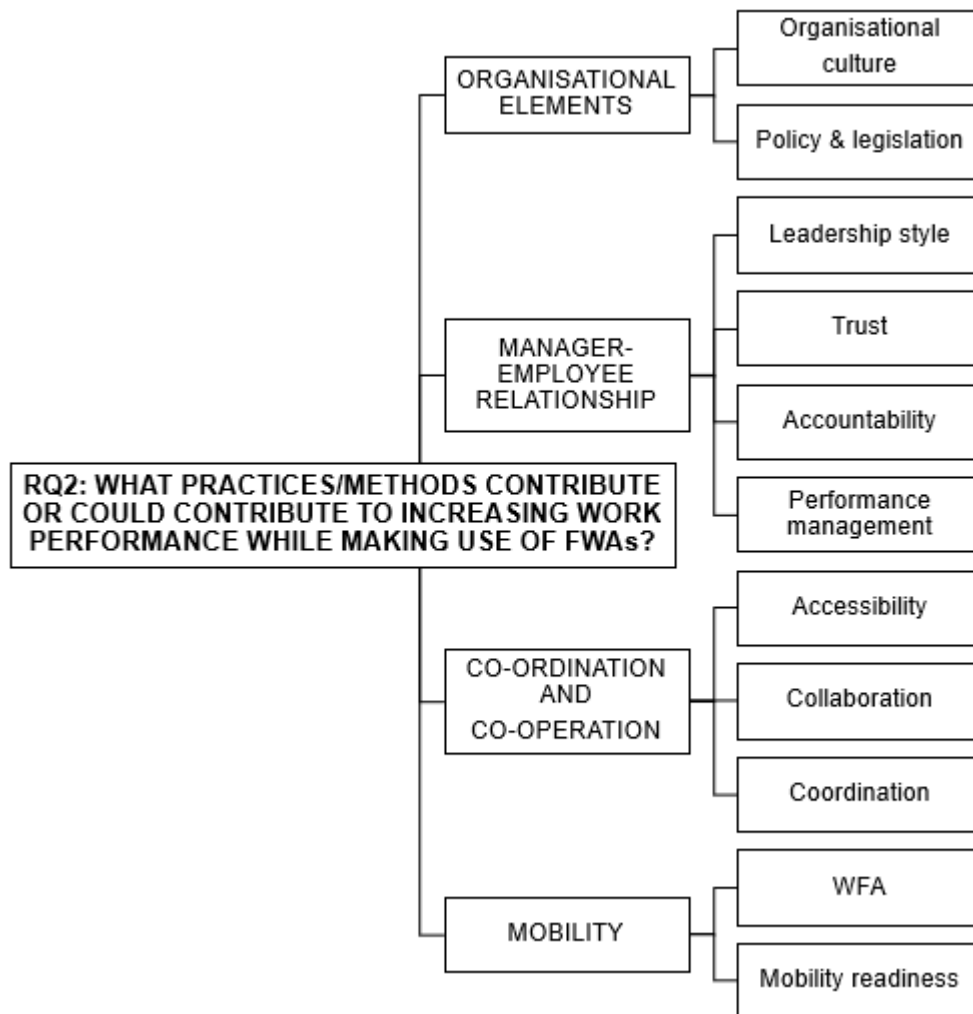 Organisational
culture
ORGANISATIONAL
ELEMENTS
Policy & legislation
Leadership style
Trust
MANAGER-
EMPLOYEE
RELATIONSHIP
Accountability
Performance
management
RQ2: WHAT PRACTICES/METHODS CONTRIBUTE
OR COULD CONTRIBUTE TO INCREASING WORK
PERFORMANCE WHILE MAKING USE OF FWAs?
Accessibility
CO-ORDINATION
AND
CO-OPERATION
Collaboration
Coordination
WFA
MOBILITY
Mobility readiness